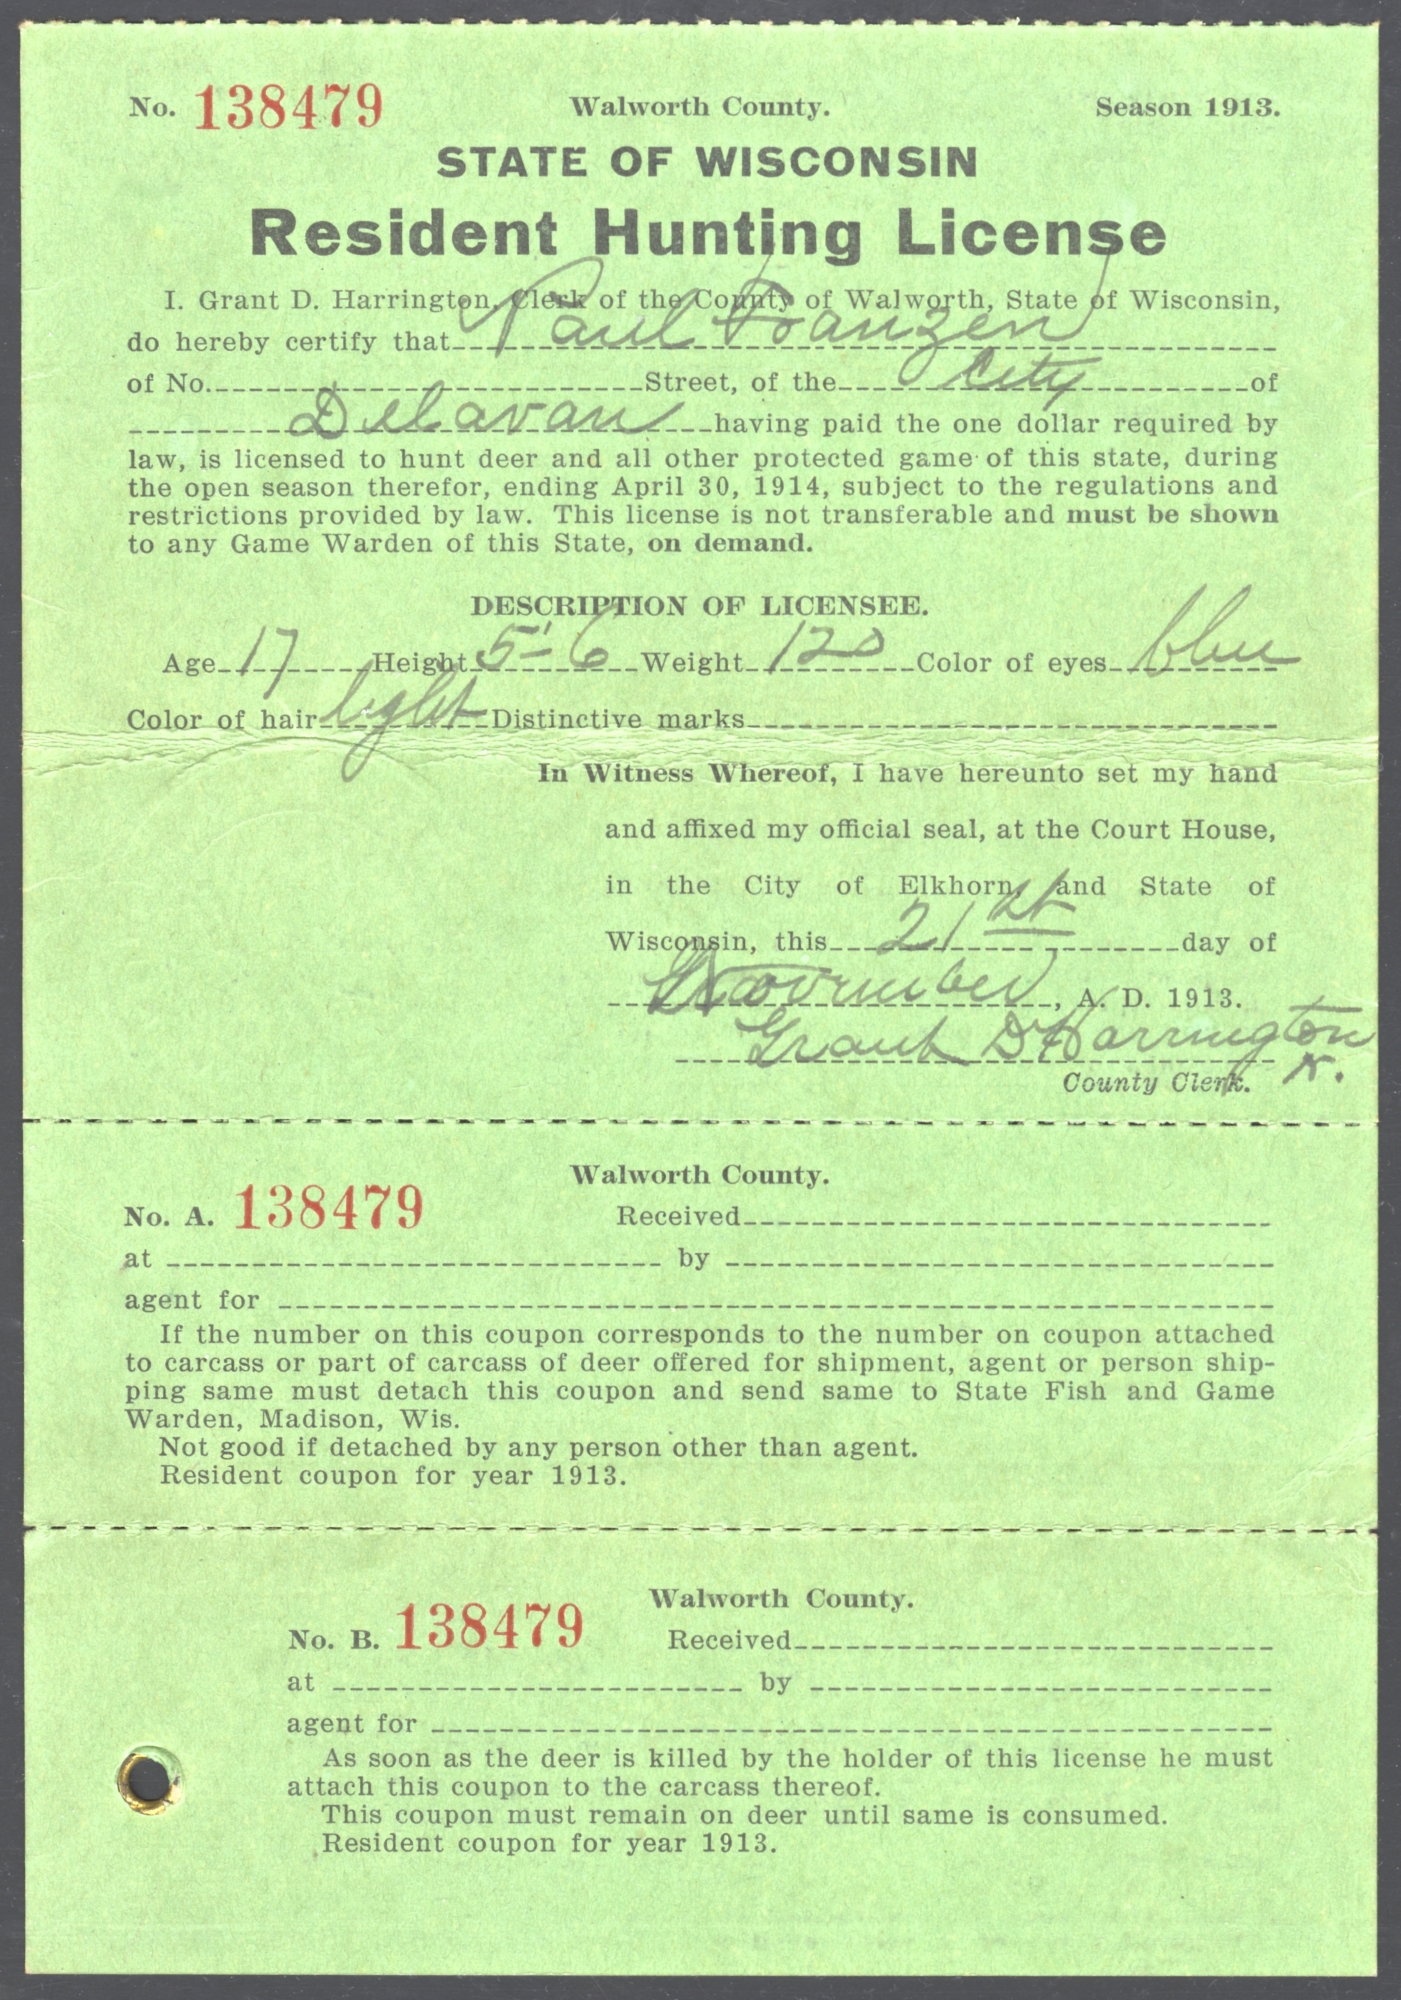 No. 138479 Walworth County. Season 1913.
STATE OF WISCONSIN
Resident Hunting License
I. Grant D. Harrington, Clerk of the County of Walworth, State of Wisconsin,
do hereby certify that Paul Franzen
of No. Street, of the City of
Delavan having paid the one dollar required by
law, is licensed to hunt deer and all other protected game of this state, during
the open season therefor, ending April 30, 1914, subject to the regulations and
restrictions provided by law. This license is not transferable and must be shown
to any Game Warden of this State, on demand.
DESCRIPTION OF LICENSEE.
Age 17 Height 5' 6 Weight 120 Color of eyes blue
Color of hair light Distinctive marks
In Witness Whereof, I have hereunto set my hand
and affixed my official seal, at the Court House,
in the City of Elkhorn, and State of
Wisconsin, this 21st day of
November, A. D. 1913.
Grant D Harrington
County Clerk. K.
Walworth County.
No. A. 138479 Received
at by
agent for
If the number on this coupon corresponds to the number on coupon attached
to carcass or part of carcass of deer offered for shipment, agent or person ship-
ping same must detach this coupon and send same to State Fish and Game
Warden, Madison, Wis.
Not good if detached by any person other than agent.
Resident coupon for year 1913.
Walworth County.
No. B. 138479 Received
at by
agent for
As soon as the deer is killed by the holder of this license he must
attach this coupon to the carcass thereof.
This coupon must remain on deer until same is consumed.
Resident coupon for year 1913.